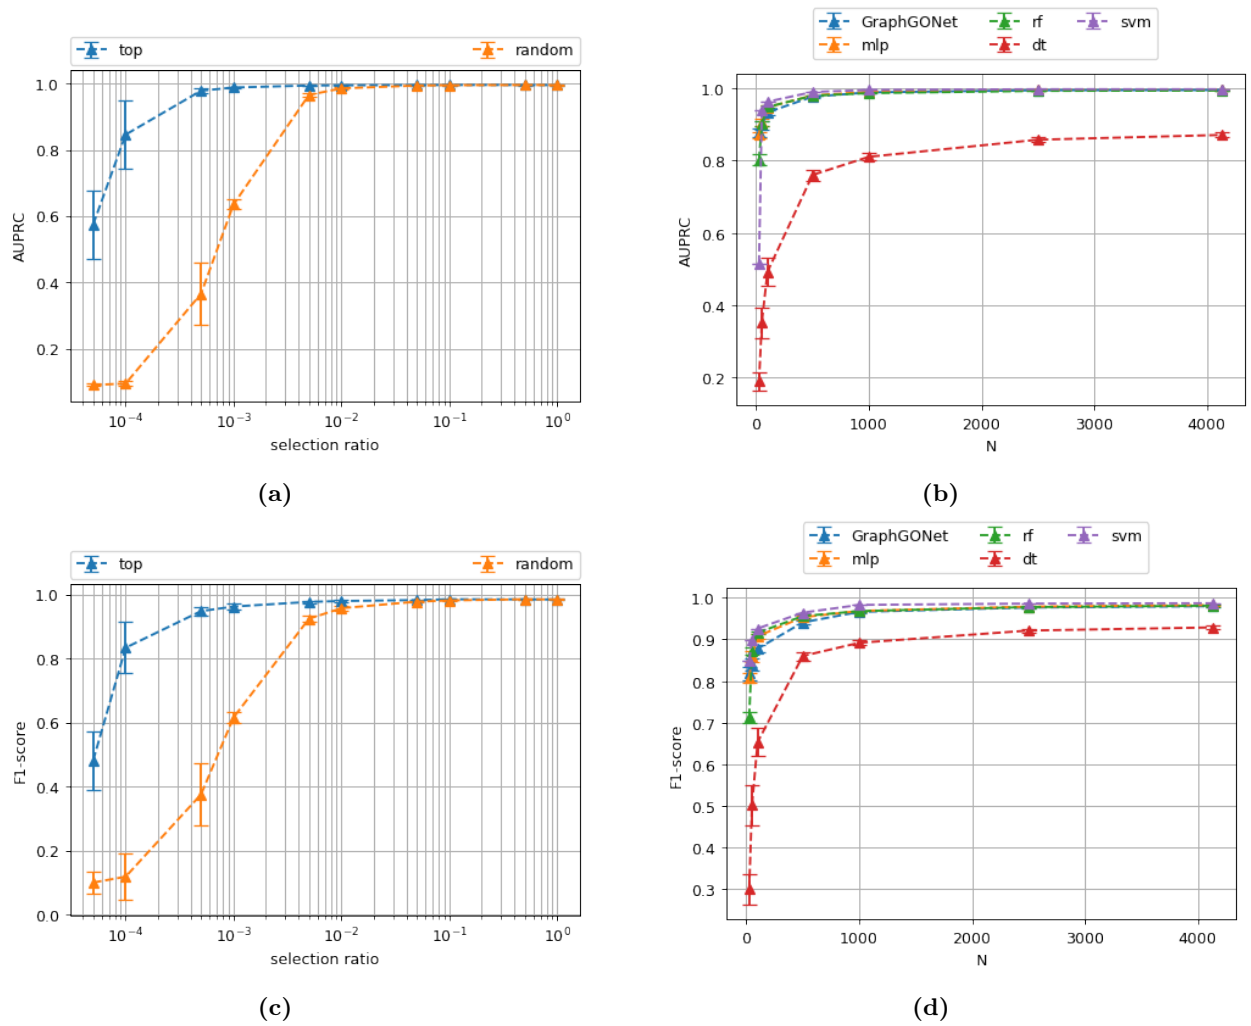 top random
1.0
0.8
0.6
0.4
0.2
AUPRC
10⁻⁴ 10⁻³ 10⁻² 10⁻¹ 10⁰
selection ratio
(a)
GraphGONet rf svm
mlp dt
1.0
0.8
0.6
0.4
0.2
AUPRC
0 1000 2000 3000 4000
N
(b)
top random
1.0
0.8
0.6
0.4
0.2
0.0
F1-score
10⁻⁴ 10⁻³ 10⁻² 10⁻¹ 10⁰
selection ratio
(c)
GraphGONet rf svm
mlp dt
1.0
0.9
0.8
0.7
0.6
0.5
0.4
0.3
F1-score
0 1000 2000 3000 4000
N
(d)